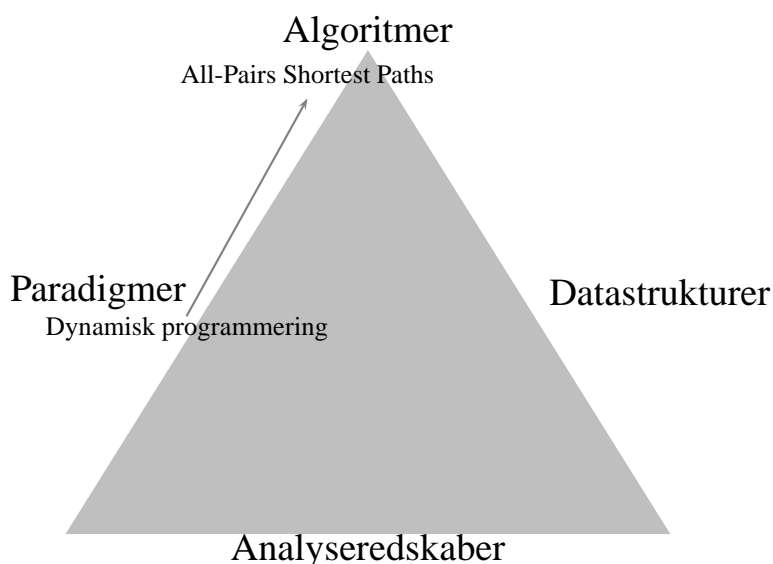 Algoritmer
All-Pairs Shortest Paths
Paradigmer
Datastrukturer
Dynamisk programmering
Analyseredskaber